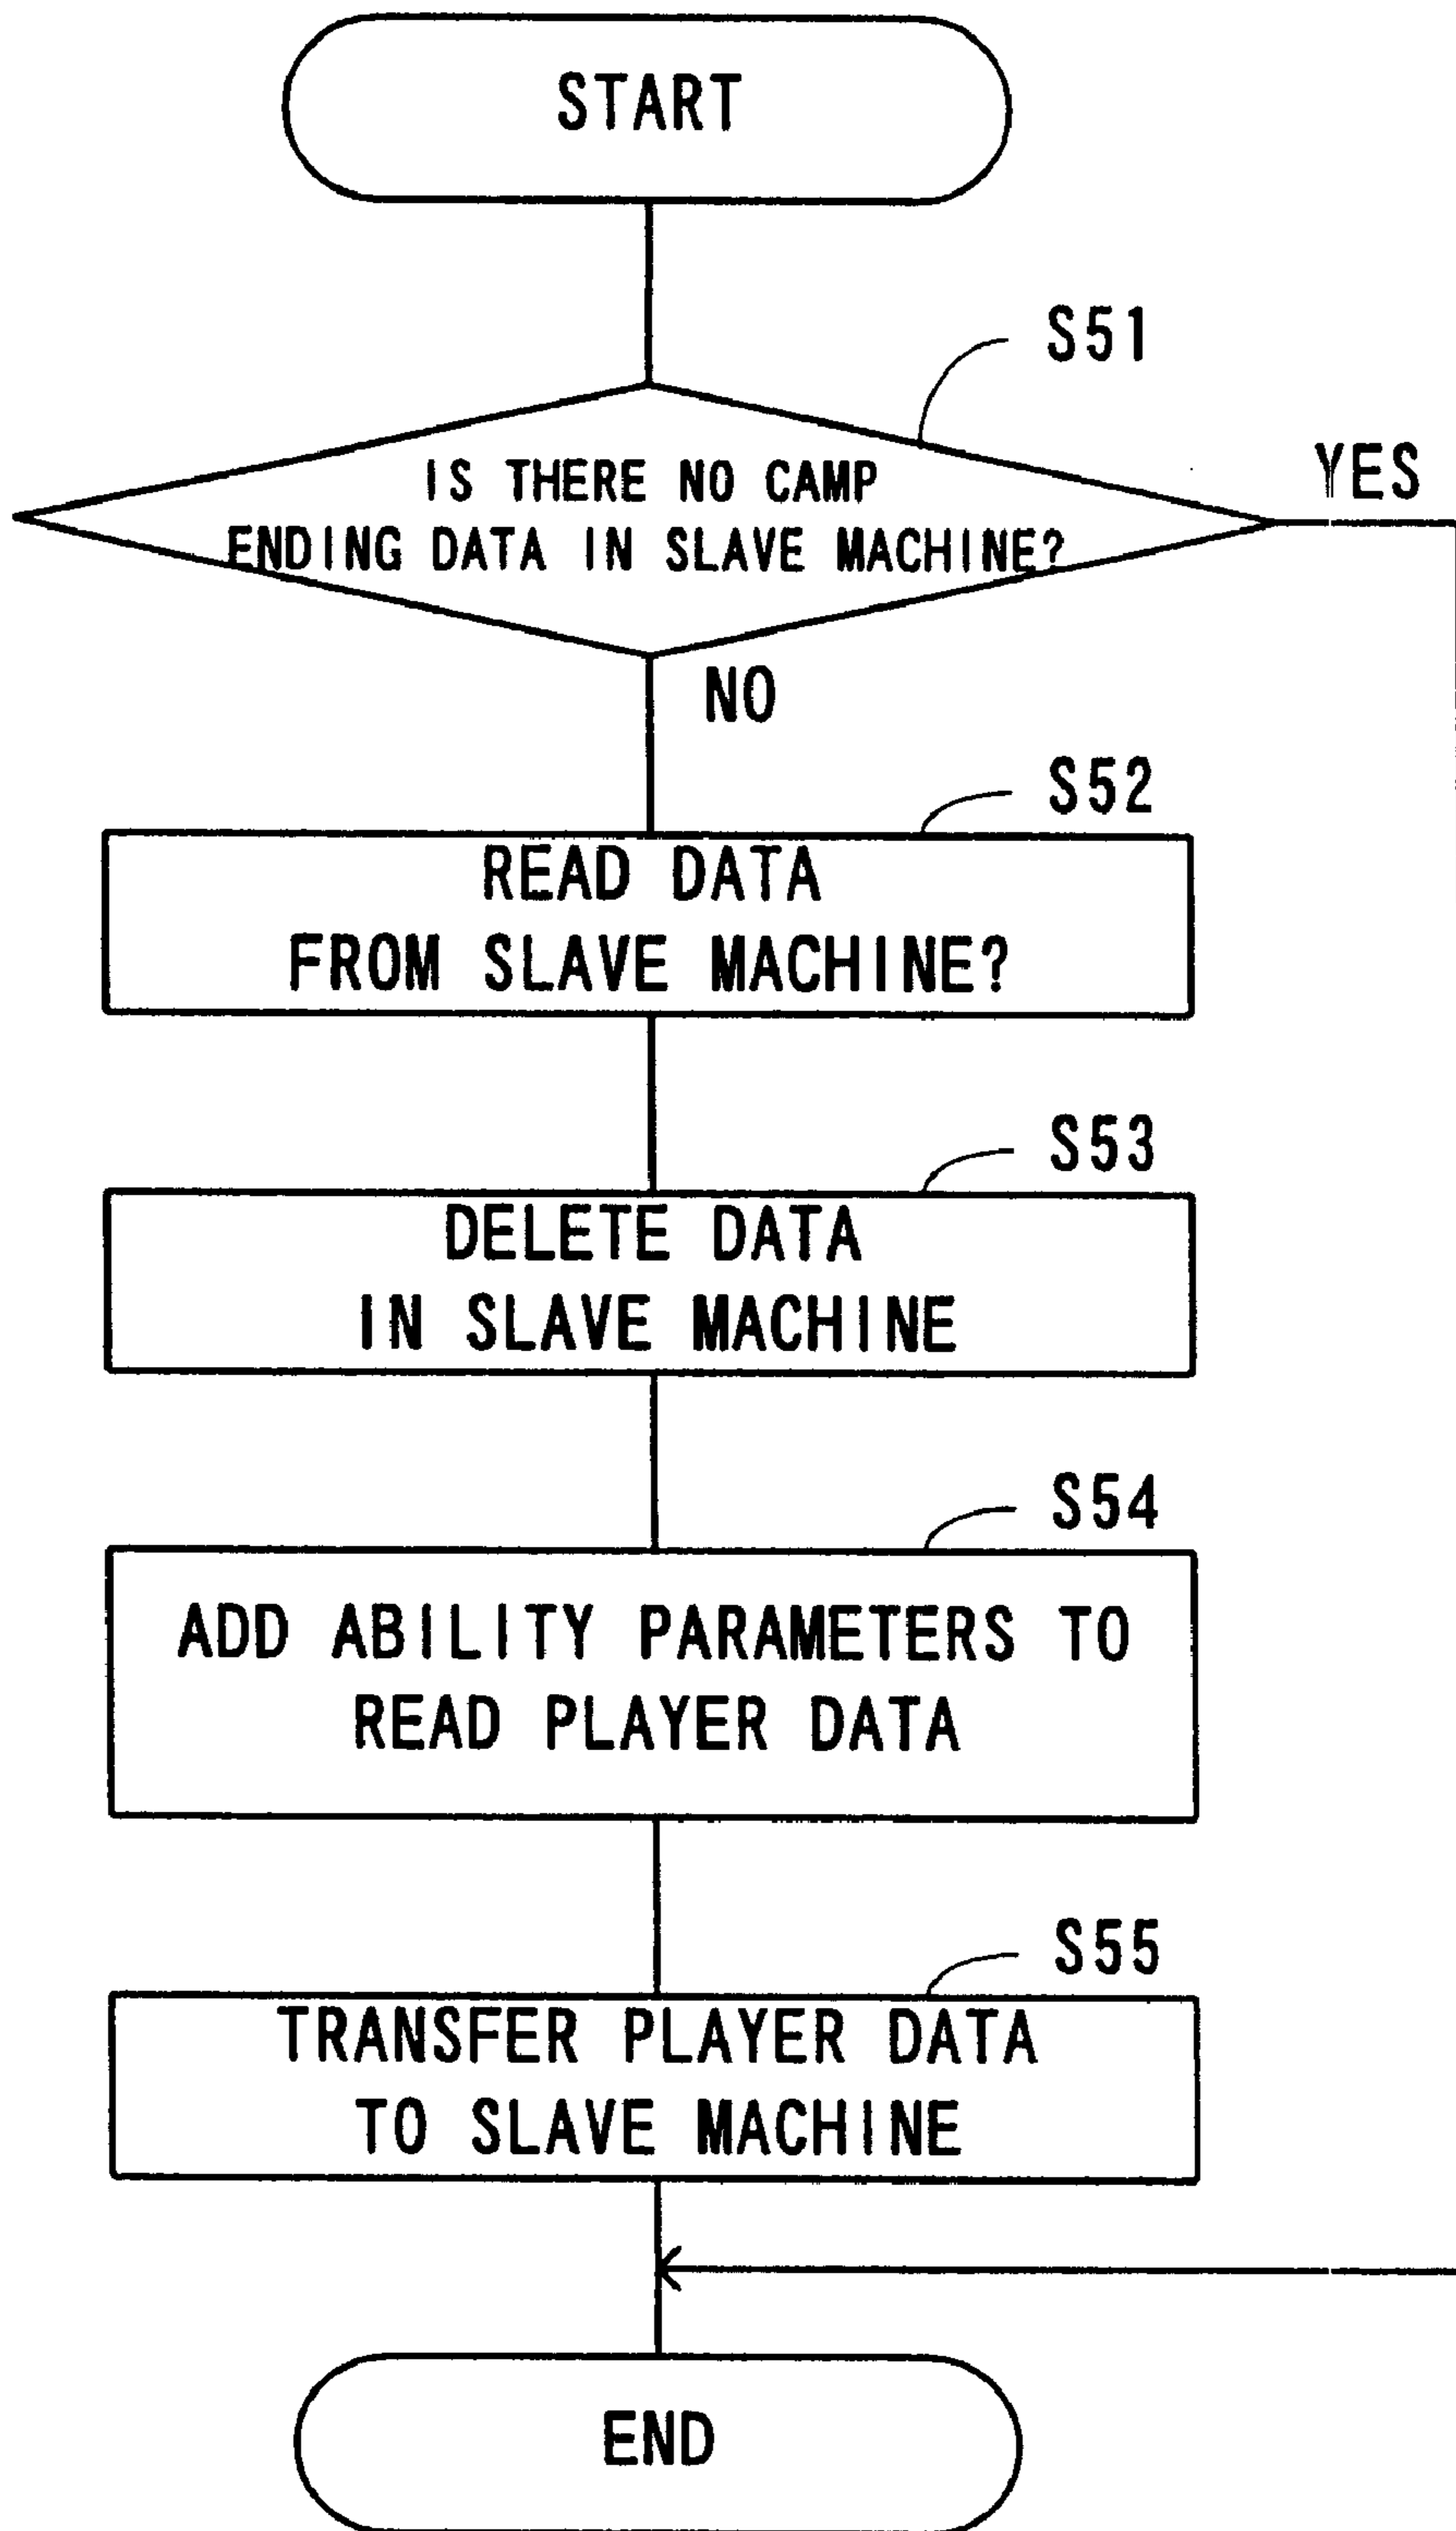 START
S51
IS THERE NO CAMP
ENDING DATA IN SLAVE MACHINE?
YES
NO
S52
READ DATA
FROM SLAVE MACHINE?
S53
DELETE DATA
IN SLAVE MACHINE
S54
ADD ABILITY PARAMETERS TO
READ PLAYER DATA
S55
TRANSFER PLAYER DATA
TO SLAVE MACHINE
END